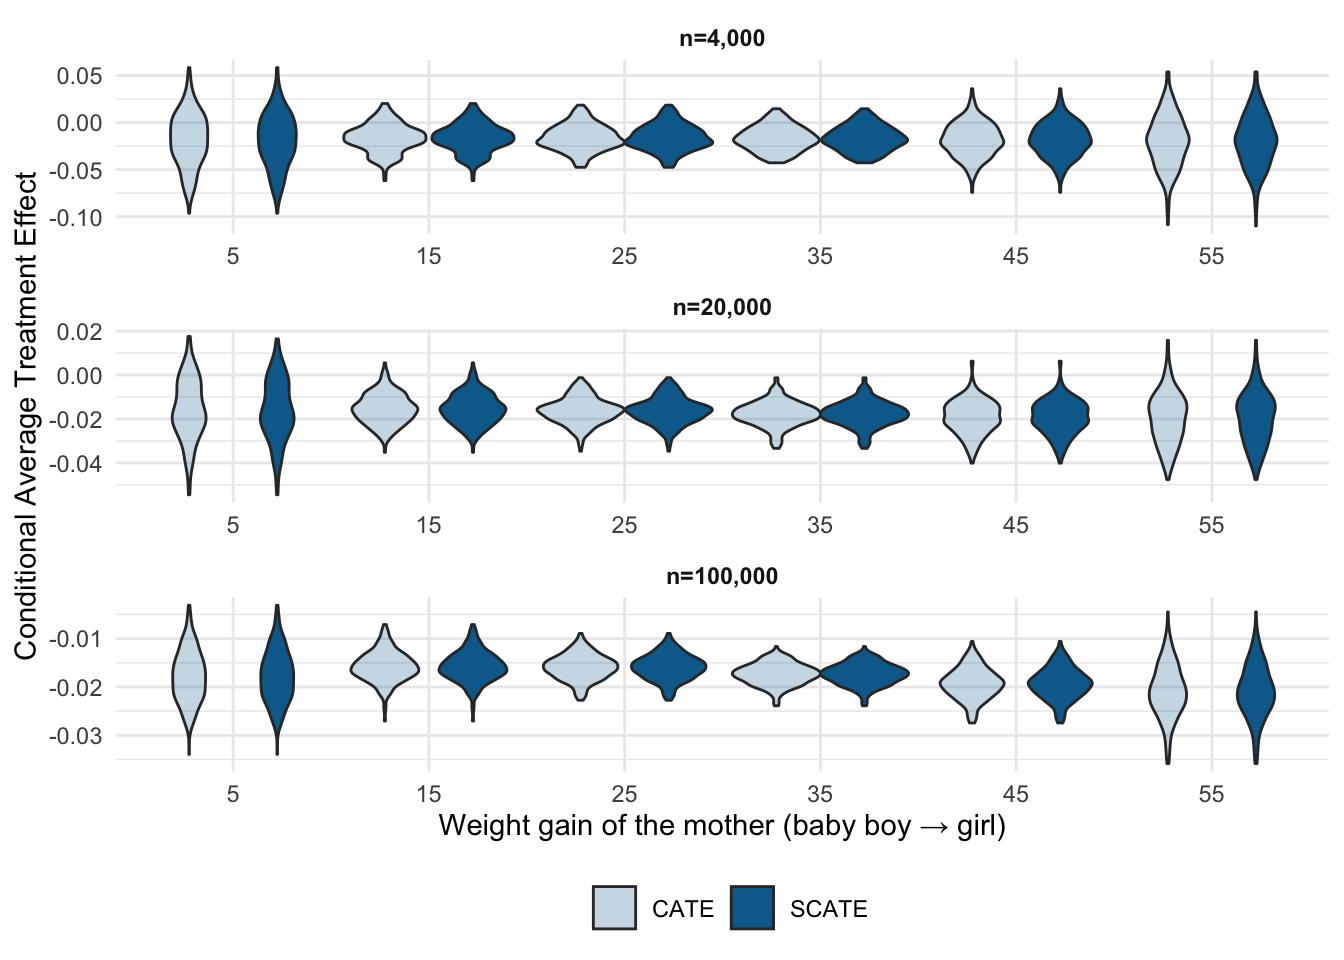 n=4,000
0.05
0.00
-0.05
-0.10
5 15 25 35 45 55
n=20,000
0.02
0.00
-0.02
-0.04
5 15 25 35 45 55
n=100,000
-0.01
-0.02
-0.03
5 15 25 35 45 55
Conditional Average Treatment Effect
Weight gain of the mother (baby boy → girl)
CATE SCATE